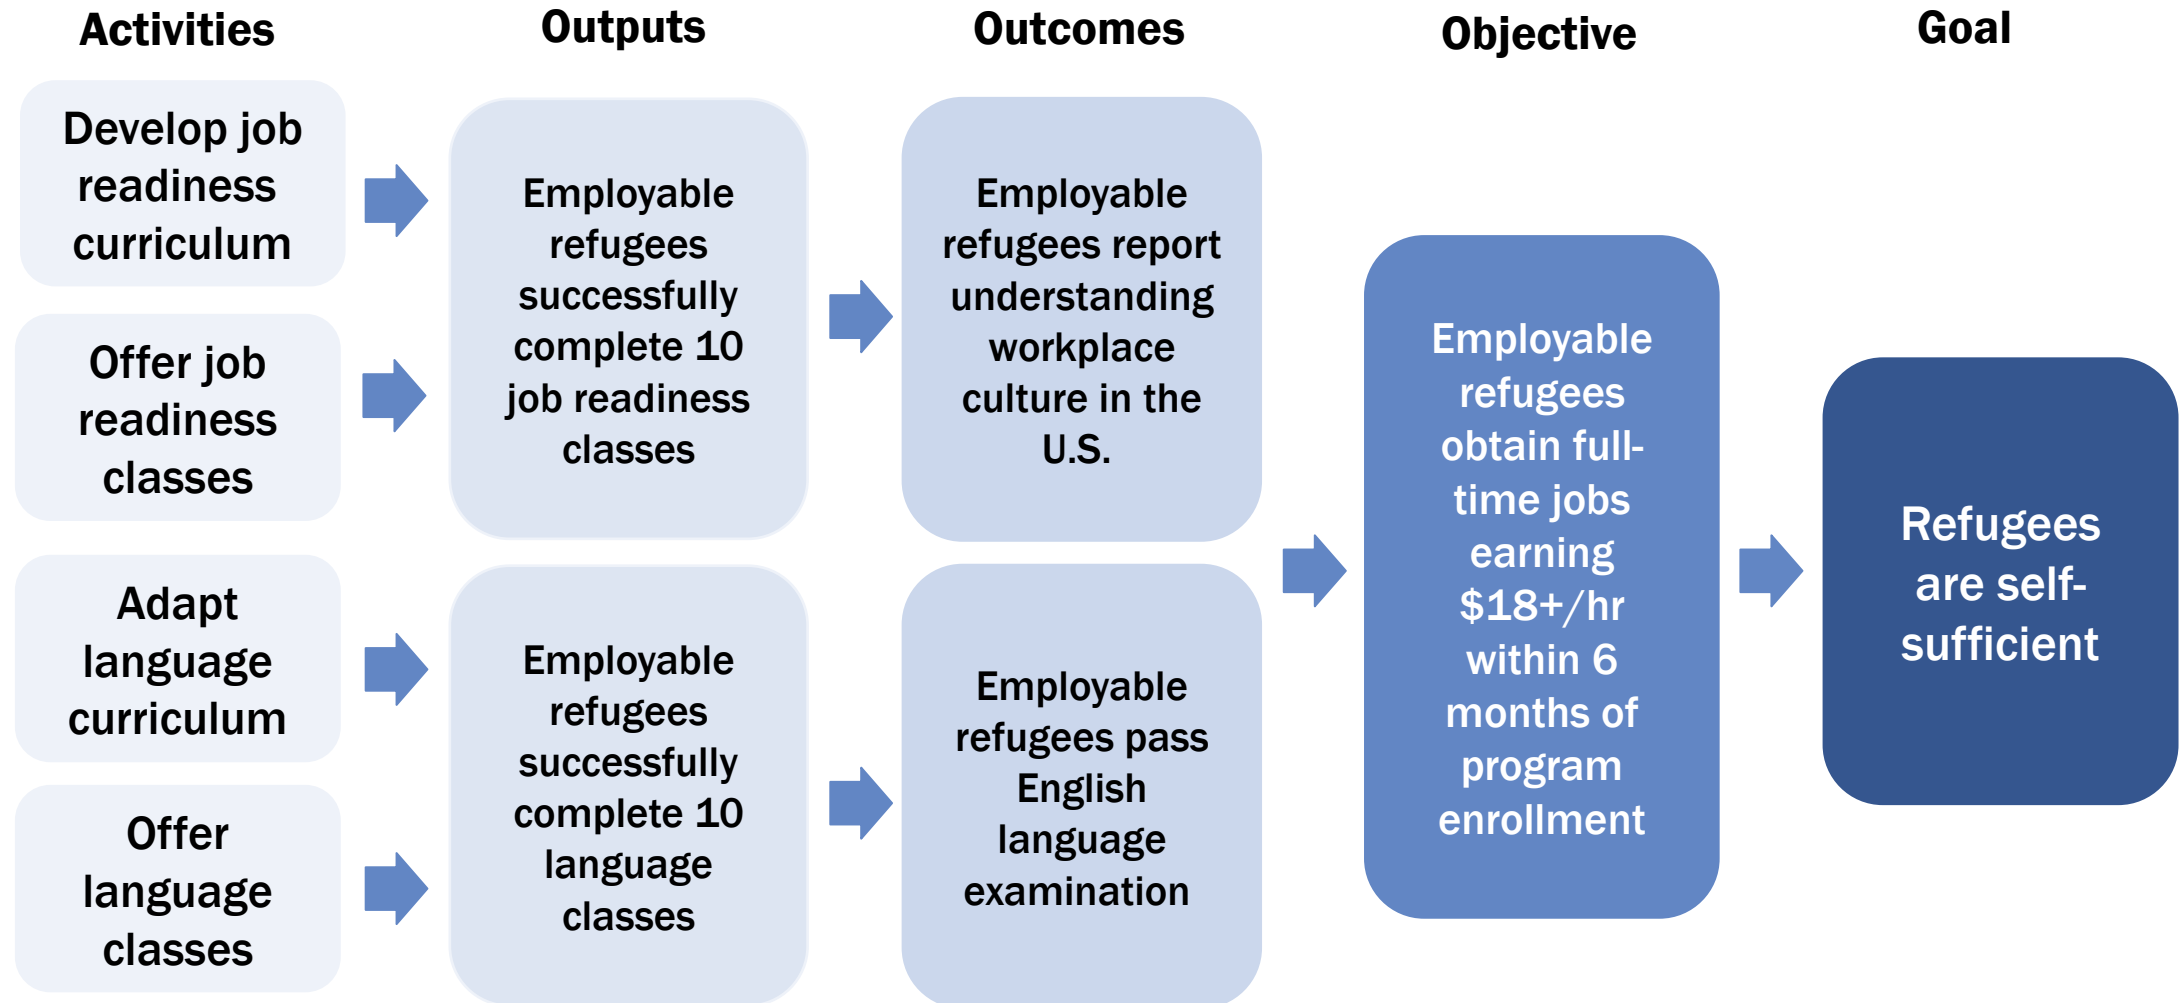 Activities
Outputs
Outcomes
Objective
Goal
Develop job
readiness
curriculum
Offer job
readiness
classes
Adapt
language
curriculum
Offer
language
classes
Employable
refugees
successfully
complete 10
job readiness
classes
Employable
refugees
successfully
complete 10
language
classes
Employable
refugees report
understanding
workplace
culture in the
U.S.
Employable
refugees pass
English
language
examination
Employable
refugees
obtain full-
time jobs
earning
$18+/hr
within 6
months of
program
enrollment
Refugees
are self-
sufficient